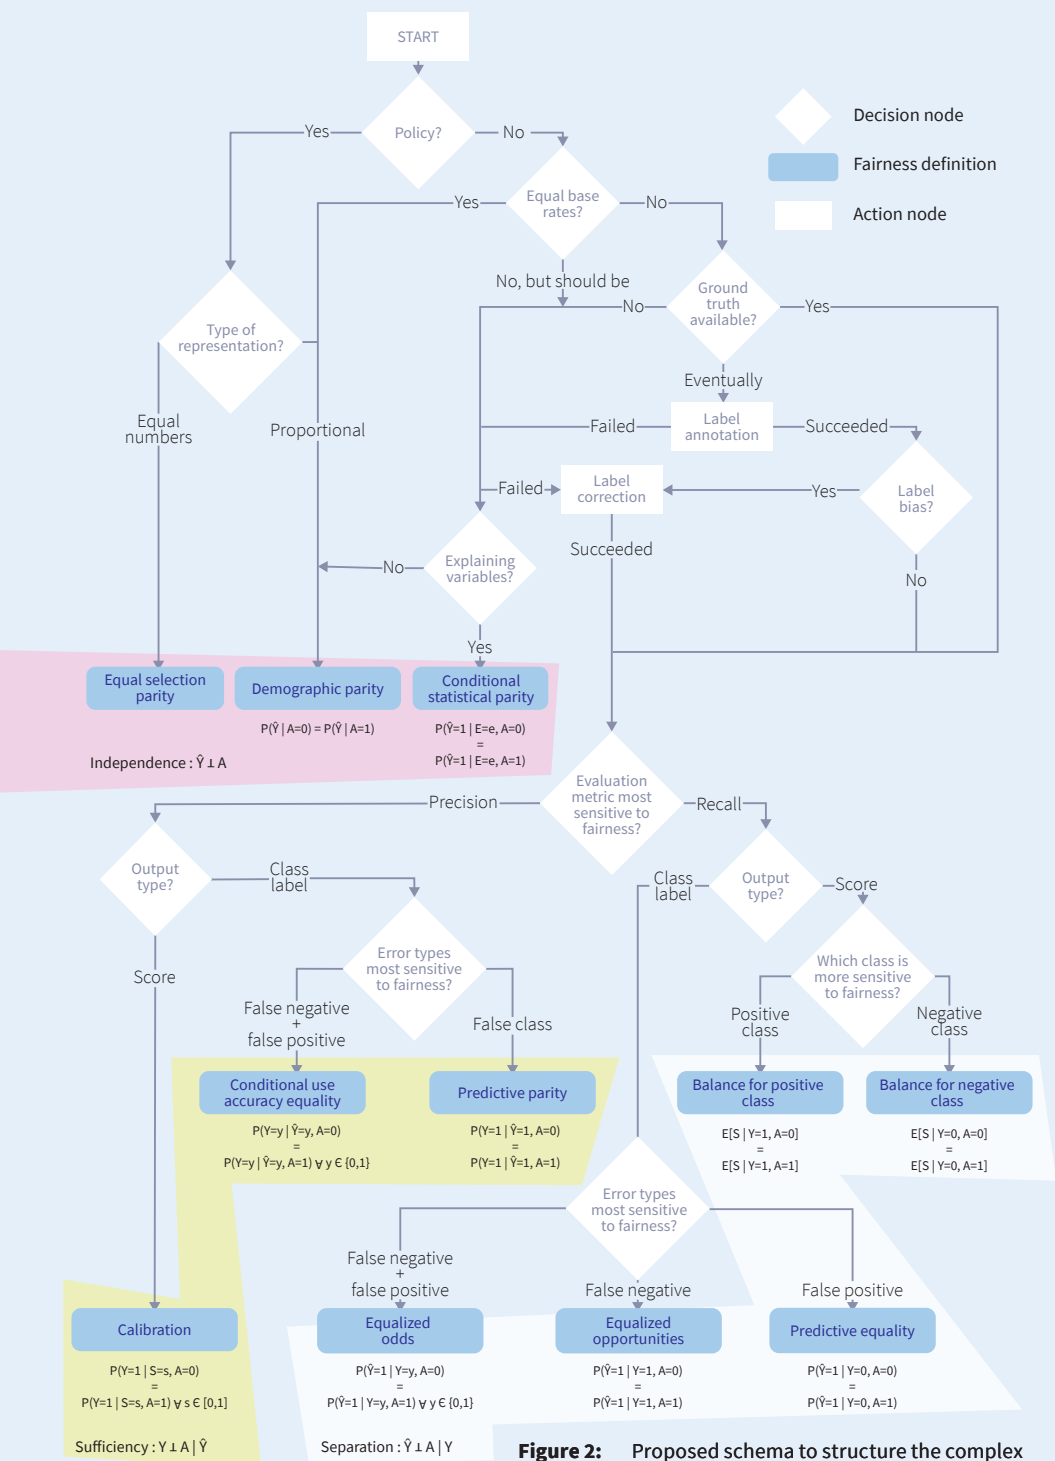 START
Policy?
Yes
No
Decision node
Fairness definition
Action node
Equal base
rates?
Yes
No
No, but should be
Ground
truth
available?
No
Yes
Type of
representation?
Eventually
Equal
numbers
Proportional
Label
annotation
Failed
Succeeded
Label
correction
Failed
Yes
Label
bias?
Succeeded
No
Explaining
variables?
No
Yes
Equal selection
parity
Demographic parity
P(Ŷ | A=0) = P(Ŷ | A=1)
Conditional
statistical parity
P(Ŷ=1 | E=e, A=0)
=
P(Ŷ=1 | E=e, A=1)
Independence : Ŷ ⊥ A
Evaluation
metric most
sensitive to
fairness?
Precision
Recall
Output
type?
Class
label
Score
Error types
most sensitive
to fairness?
False negative
+
false positive
False class
Output
type?
Class
label
Score
Which class is
more sensitive
to fairness?
Positive
class
Negative
class
Conditional use
accuracy equality
P(Y=y | Ŷ=y, A=0)
=
P(Y=y | Ŷ=y, A=1) ∀ y ∈ {0,1}
Predictive parity
P(Y=1 | Ŷ=1, A=0)
=
P(Y=1 | Ŷ=1, A=1)
Balance for positive
class
E[S | Y=1, A=0]
=
E[S | Y=1, A=1]
Balance for negative
class
E[S | Y=0, A=0]
=
E[S | Y=0, A=1]
Error types
most sensitive
to fairness?
False negative
+
false positive
False negative
False positive
Calibration
P(Y=1 | S=s, A=0)
=
P(Y=1 | S=s, A=1) ∀ s ∈ [0,1]
Equalized
odds
P(Ŷ=1 | Y=y, A=0)
=
P(Ŷ=1 | Y=y, A=1) ∀ y ∈ {0,1}
Equalized
opportunities
P(Ŷ=1 | Y=1, A=0)
=
P(Ŷ=1 | Y=1, A=1)
Predictive equality
P(Ŷ=1 | Y=0, A=0)
=
P(Ŷ=1 | Y=0, A=1)
Sufficiency : Y ⊥ A | Ŷ
Separation : Ŷ ⊥ A | Y
Figure 2: Proposed schema to structure the complex